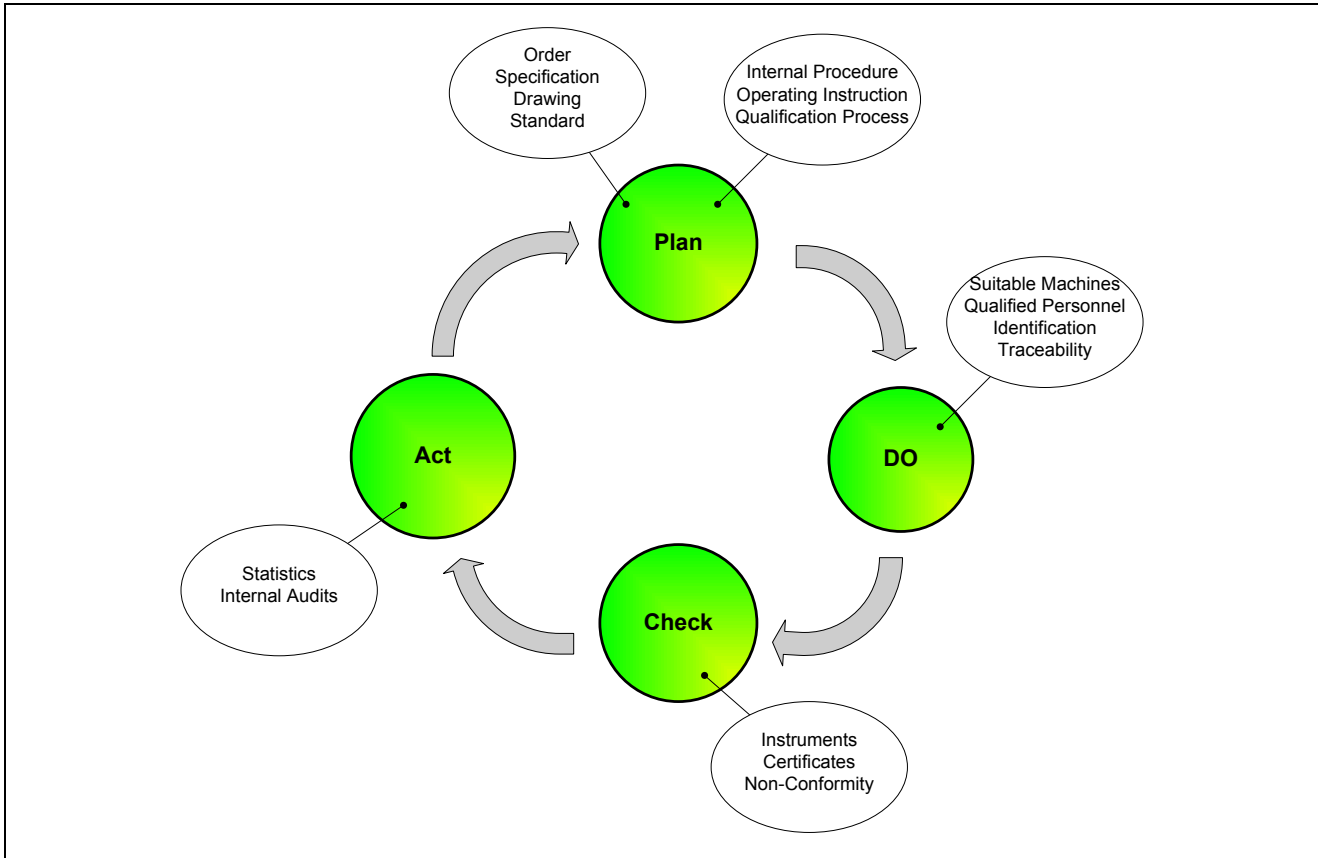 Order
Specification
Drawing
Standard
Internal Procedure
Operating Instruction
Qualification Process
Plan
Suitable Machines
Qualified Personnel
Identification
Traceability
Act
DO
Statistics
Internal Audits
Check
Instruments
Certificates
Non-Conformity